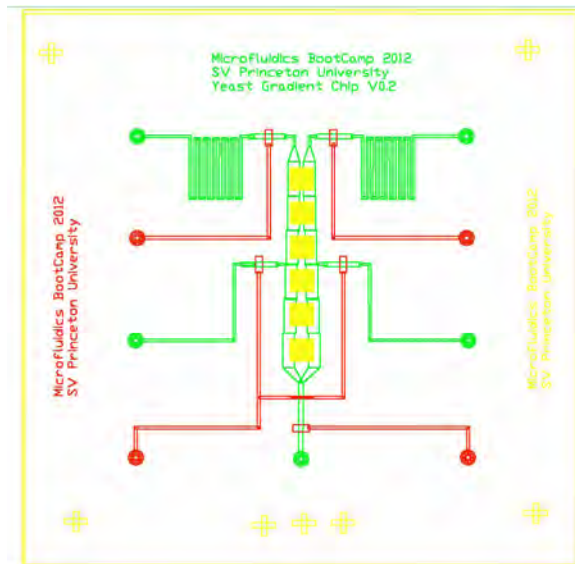 Microfluidics BootCamp 2012
SV Princeton University
Yeast Gradient Chip V0.2
Microfluidics BootCamp 2012
SV Princeton University
Microfluidics BootCamp 2012
SV Princeton University